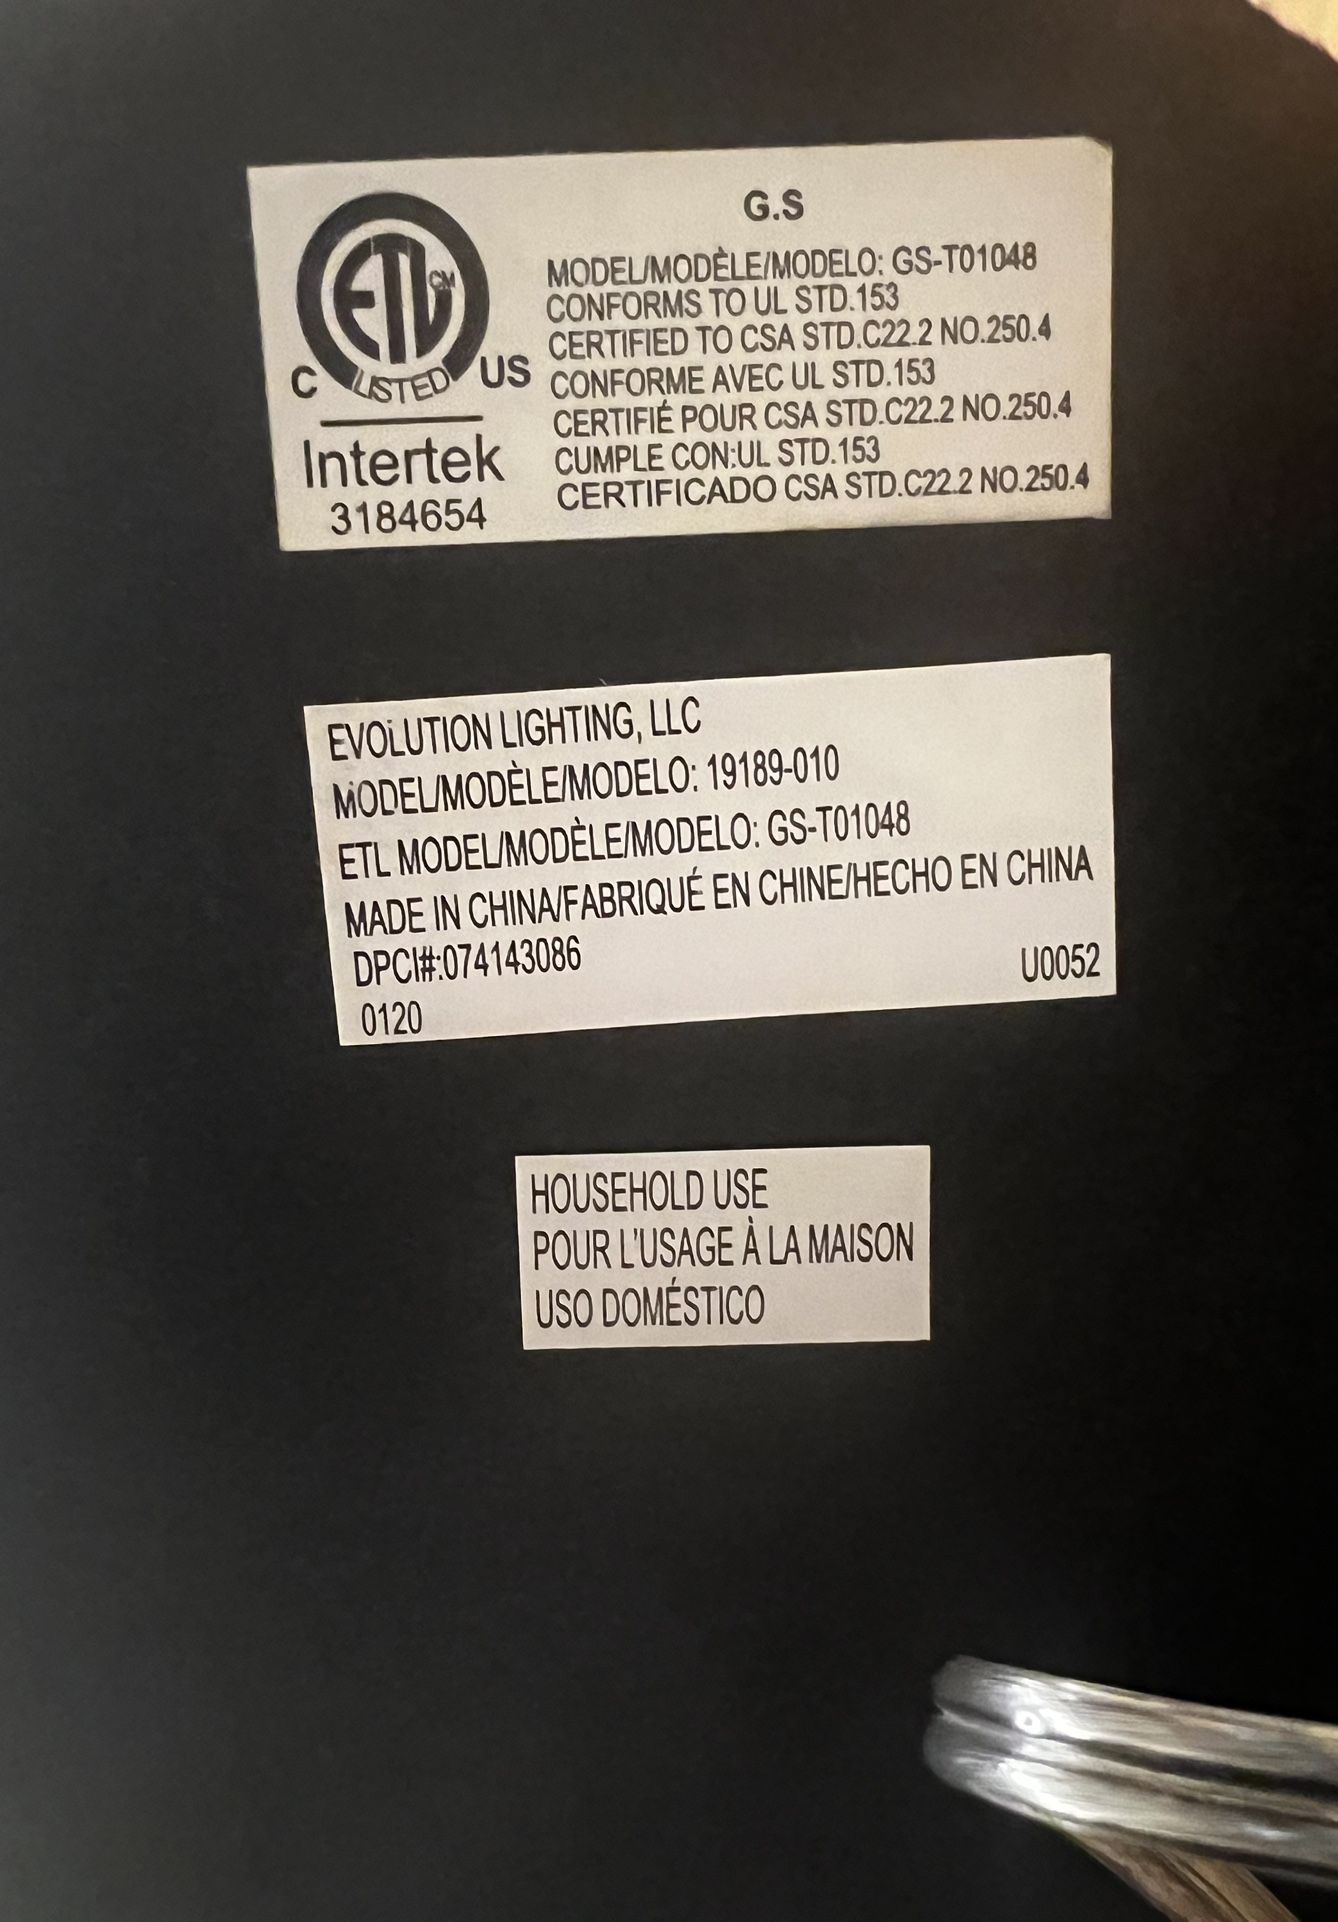 G.S
MODEL/MODÈLE/MODELO: GS-T01048
CONFORMS TO UL STD.153
CERTIFIED TO CSA STD.C22.2 NO.250.4
CONFORME AVEC UL STD.153
CERTIFIÉ POUR CSA STD.C22.2 NO.250.4
CUMPLE CON:UL STD.153
CERTIFICADO CSA STD.C22.2 NO.250.4
ETL CM
C LISTED US
Intertek
3184654
EVOLUTION LIGHTING, LLC
MODEL/MODÈLE/MODELO: 19189-010
ETL MODEL/MODÈLE/MODELO: GS-T01048
MADE IN CHINA/FABRIQUÉ EN CHINE/HECHO EN CHINA
DPCI#:074143086
0120 U0052
HOUSEHOLD USE
POUR L'USAGE À LA MAISON
USO DOMÉSTICO